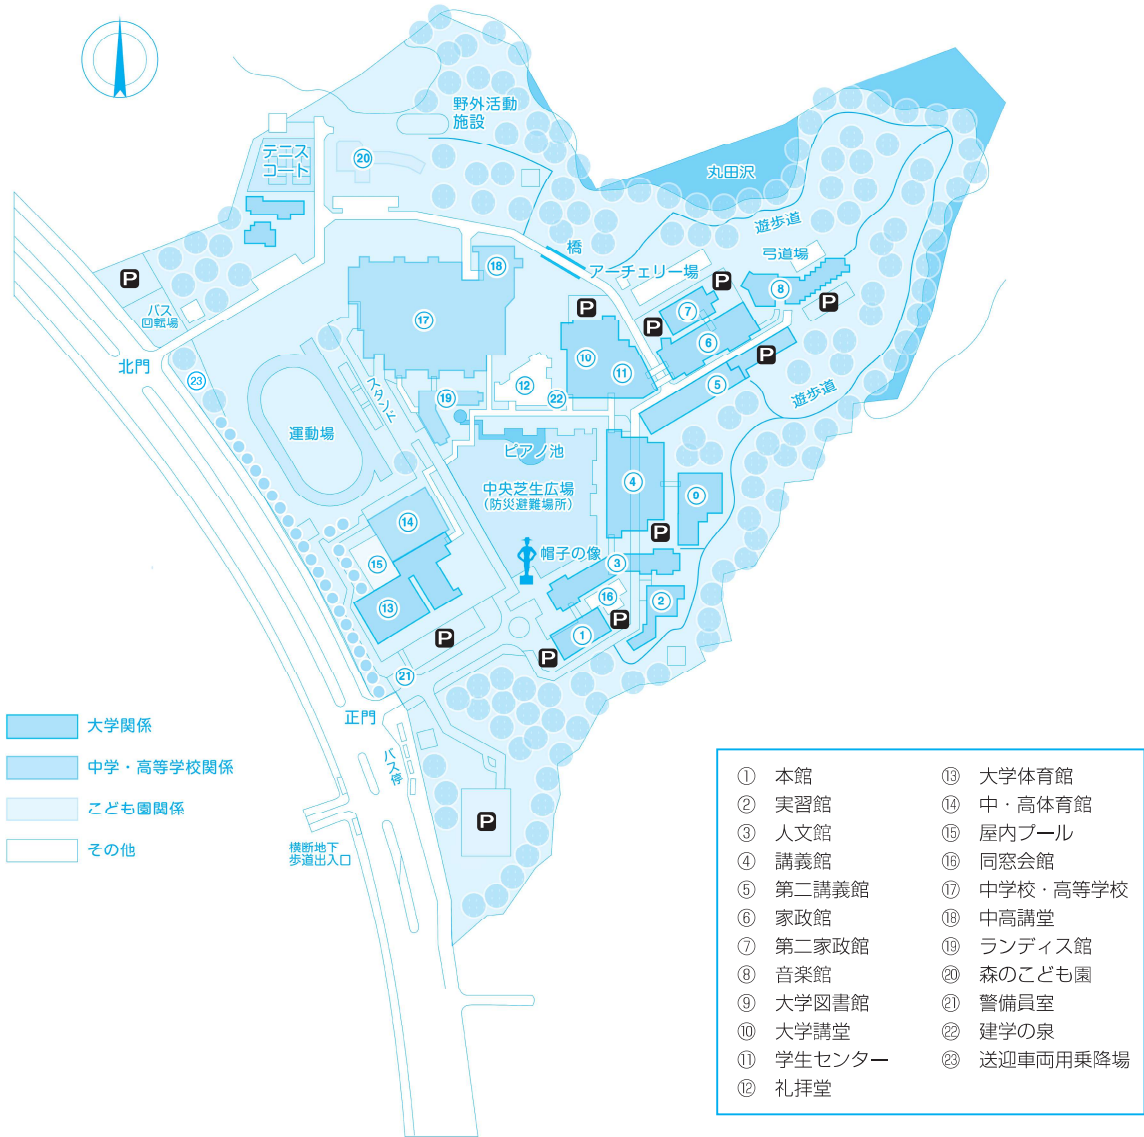 野外活動
施設
テニス
コート
⑳
丸田沢
遊歩道
橋
弓道場
アーチェリー場
⑱
⑧
P
P
P
P
⑦
P
バス
回転場
⑰
⑥
P
北門
⑩
⑪
㉓
スタンド
⑫
⑤
⑲
㉒
遊歩道
運動場
ピアノ池
④
中央芝生広場
(防災避難場所)
⑭
P
帽子の像
⑮
③
⑯
②
⑬
P
①
P
P
㉑
正門
バス停
P
横断地下
歩道出入口
大学関係
中学・高等学校関係
こども園関係
その他
① 本館
② 実習館
③ 人文館
④ 講義館
⑤ 第二講義館
⑥ 家政館
⑦ 第二家政館
⑧ 音楽館
⑨ 大学図書館
⑩ 大学講堂
⑪ 学生センター
⑫ 礼拝堂
⑬ 大学体育館
⑭ 中・高体育館
⑮ 屋内プール
⑯ 同窓会館
⑰ 中学校・高等学校
⑱ 中高講堂
⑲ ランディス館
⑳ 森のこども園
㉑ 警備員室
㉒ 建学の泉
㉓ 送迎車両用乗降場